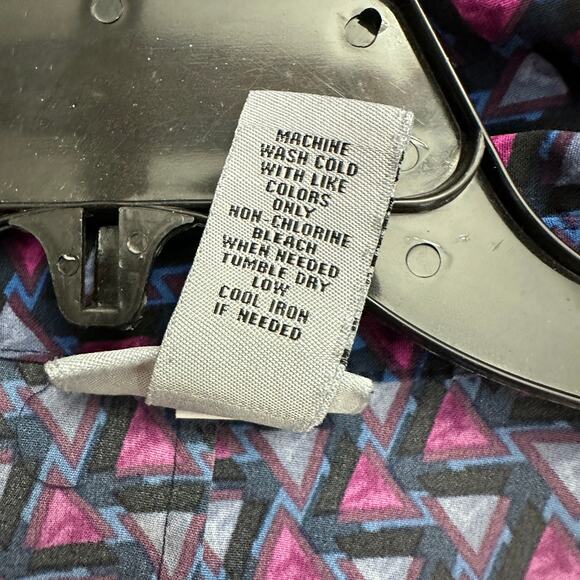 MACHINE
WASH COLD
WITH LIKE
COLORS
ONLY
NON-CHLORINE
BLEACH
WHEN NEEDED
TUMBLE DRY
LOW
COOL IRON
IF NEEDED